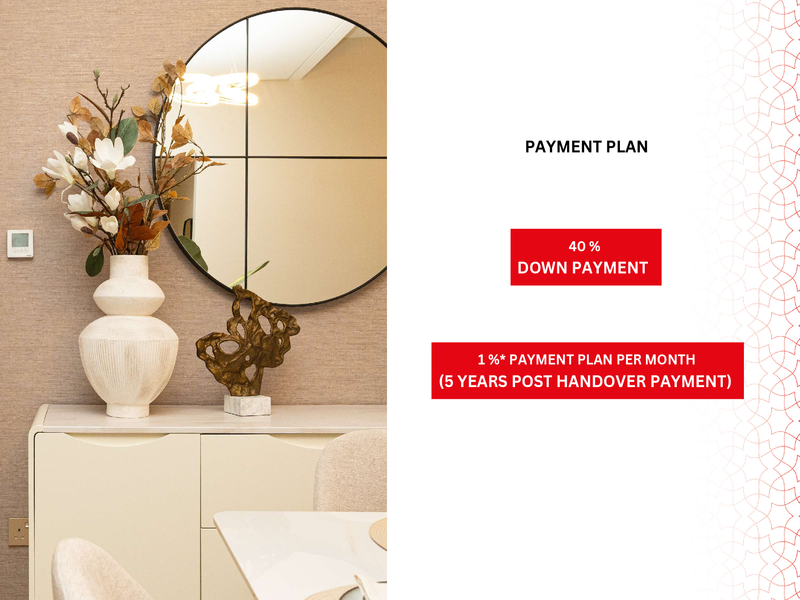 PAYMENT PLAN
40 %
DOWN PAYMENT
1 %* PAYMENT PLAN PER MONTH
(5 YEARS POST HANDOVER PAYMENT)